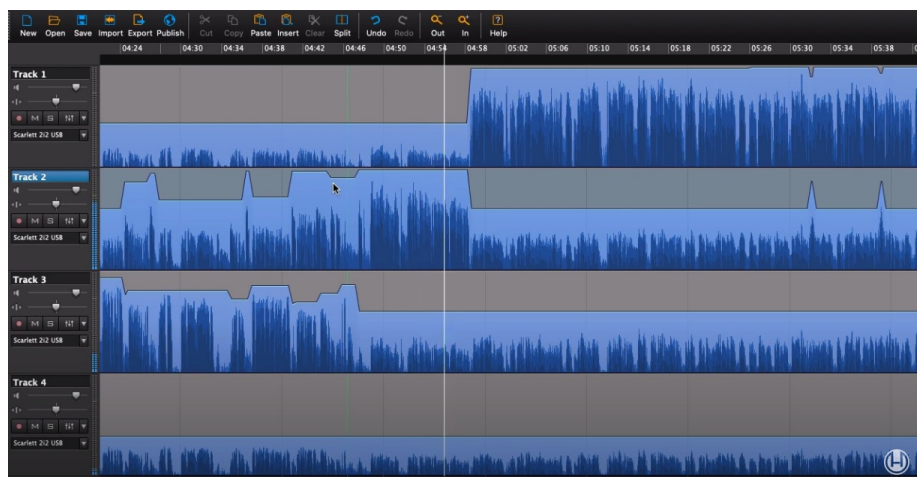 New Open Save Import Export Publish Cut Copy Paste Insert Clear Split Undo Redo Out In Help
04:24 04:30 04:34 04:38 04:42 04:46 04:50 04:54 04:58 05:02 05:06 05:10 05:14 05:18 05:22 05:26 05:30 05:34 05:38
Track 1
M S
Scarlett 2i2 USB
Track 2
M S
Scarlett 2i2 USB
Track 3
M S
Scarlett 2i2 USB
Track 4
M S
Scarlett 2i2 USB